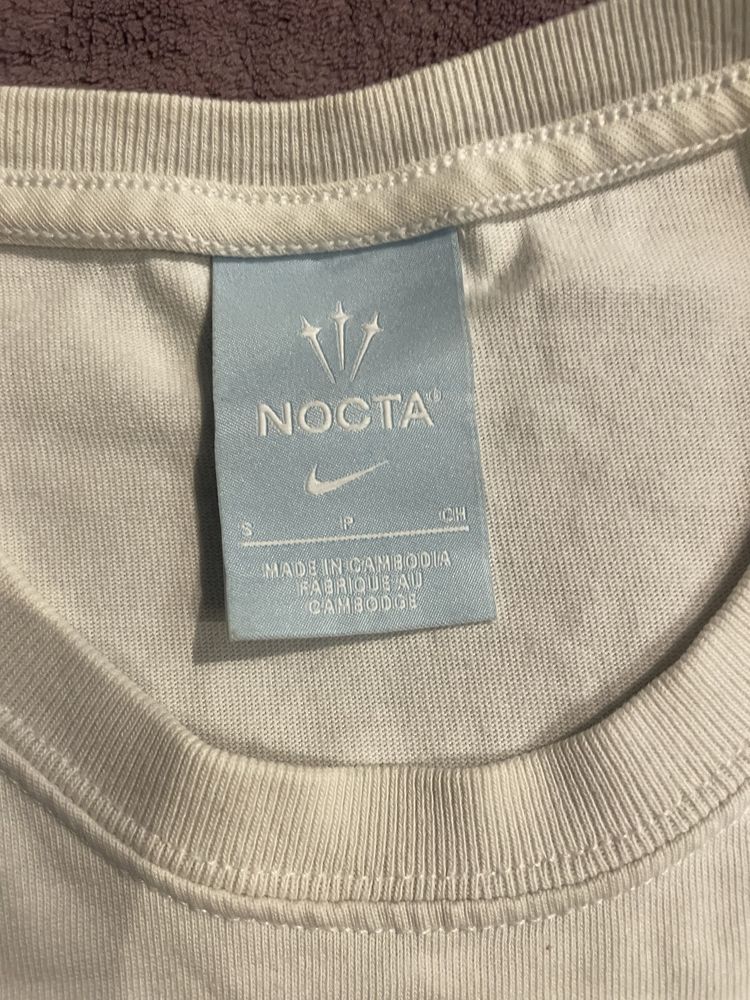 NOCTA®
S P CH
MADE IN CAMBODIA
FABRIQUE AU
CAMBODGE